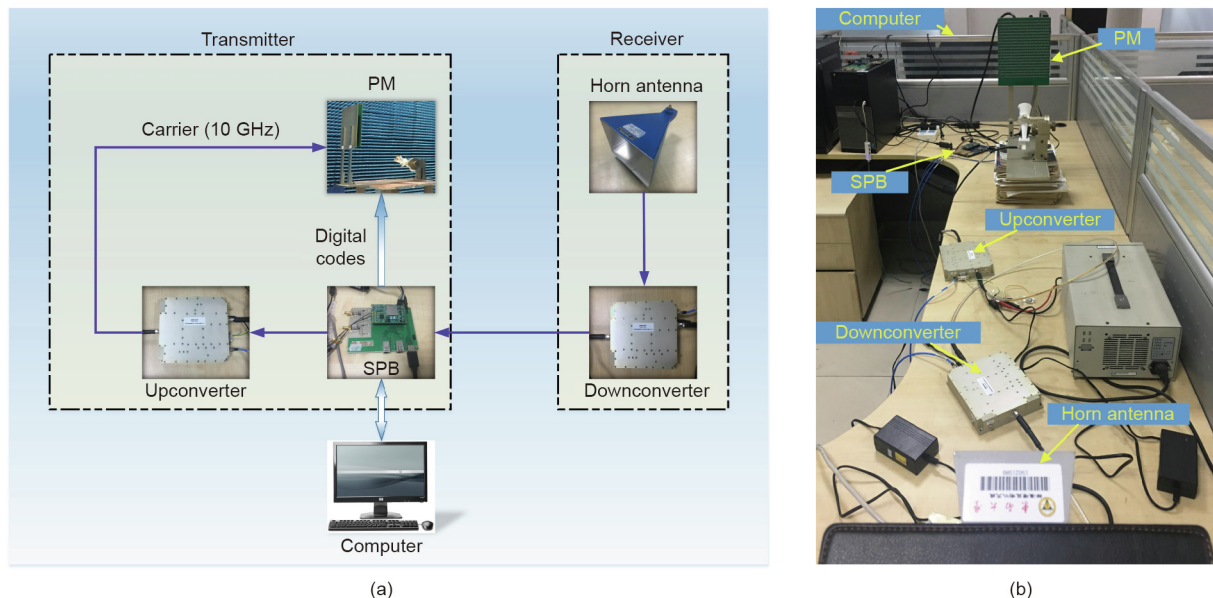 Transmitter
Receiver
PM
Horn antenna
Carrier (10 GHz)
Digital
codes
Upconverter
SPB
Downconverter
Computer
(a)
Computer
PM
SPB
Upconverter
Downconverter
Horn antenna
(b)